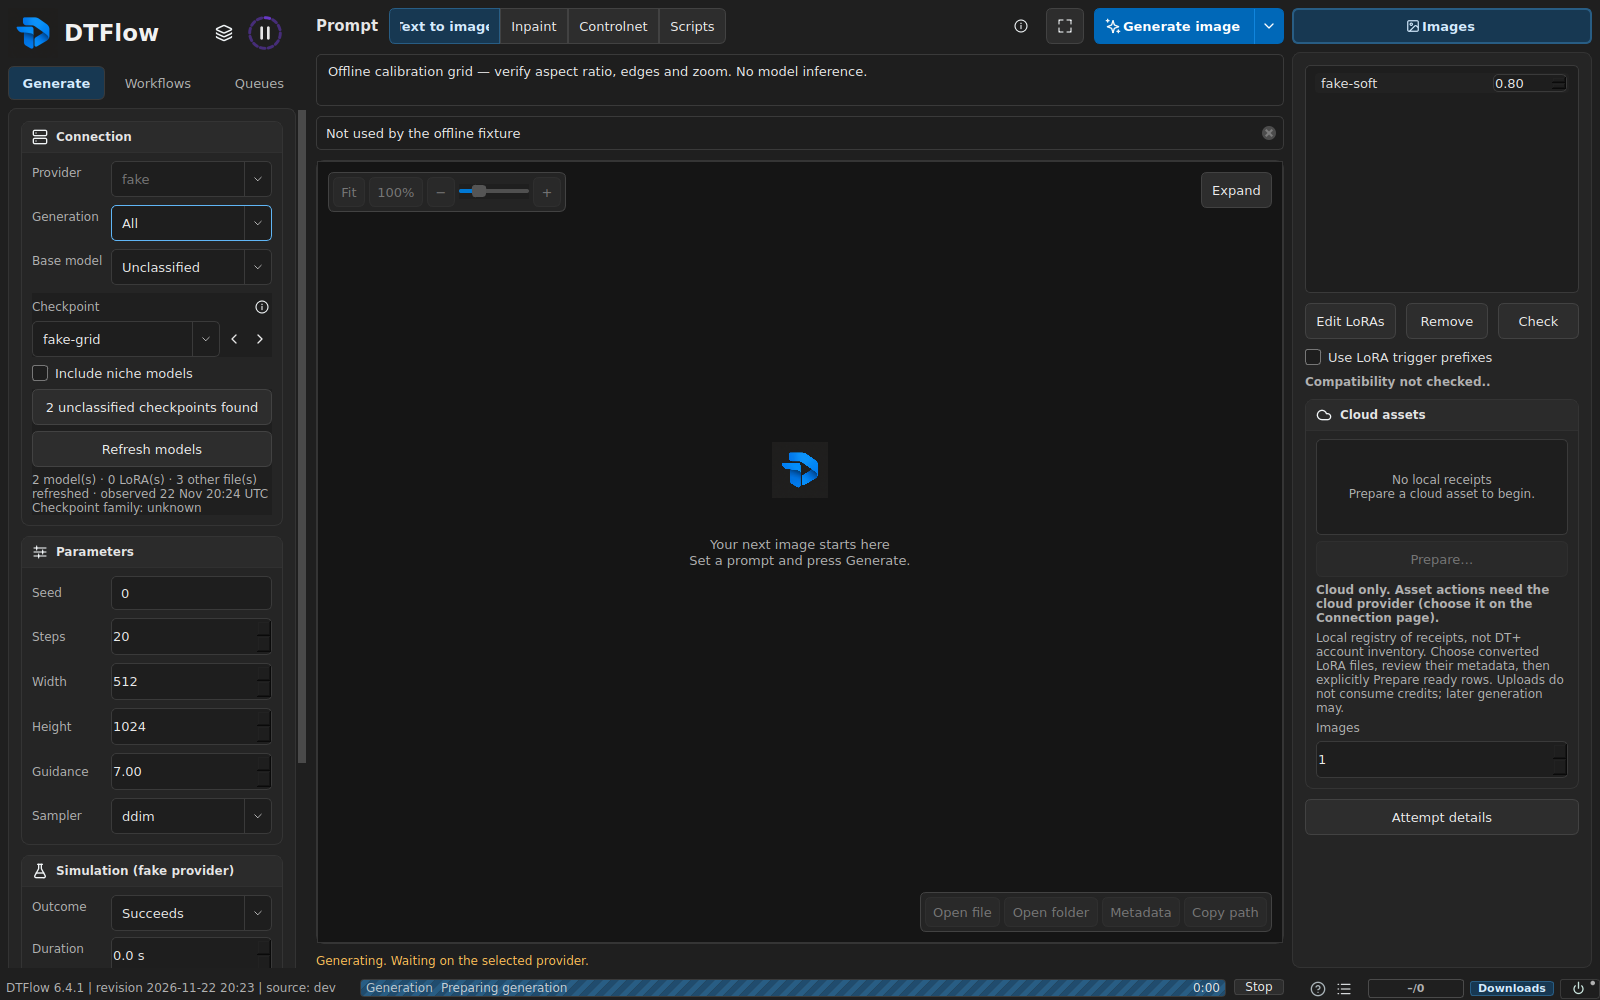 DTFlow
Generate
Workflows
Queues
Connection
Provider
fake
Generation
All
Base model
Unclassified
Checkpoint
fake-grid
Include niche models
2 unclassified checkpoints found
Refresh models
2 model(s) · 0 LoRA(s) · 3 other file(s)
refreshed · observed 22 Nov 20:24 UTC
Checkpoint family: unknown
Parameters
Seed
0
Steps
20
Width
512
Height
1024
Guidance
7.00
Sampler
ddim
Simulation (fake provider)
Outcome
Succeeds
Duration
0.0 s
Prompt
Text to image
Inpaint
Controlnet
Scripts
Generate image
Offline calibration grid — verify aspect ratio, edges and zoom. No model inference.
Not used by the offline fixture
Fit
100%
−
+
Expand
Your next image starts here
Set a prompt and press Generate.
Open file
Open folder
Metadata
Copy path
Generating. Waiting on the selected provider.
Images
fake-soft
0.80
Edit LoRAs
Remove
Check
Use LoRA trigger prefixes
Compatibility not checked..
Cloud assets
No local receipts
Prepare a cloud asset to begin.
Prepare...
Cloud only. Asset actions need the
cloud provider (choose it on the
Connection page).
Local registry of receipts, not DT+
account inventory. Choose converted
LoRA files, review their metadata, then
explicitly Prepare ready rows. Uploads do
not consume credits; later generation
may.
Images
1
Attempt details
DTFlow 6.4.1 | revision 2026-11-22 20:23 | source: dev
Generation Preparing generation
0:00
Stop
-/0
Downloads